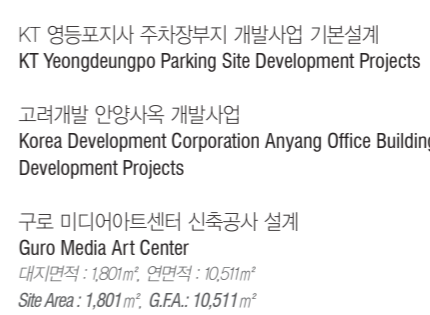 KT 영등포지사 주차장부지 개발사업 기본설계
KT Yeongdeungpo Parking Site Development Projects
고려개발 안양사옥 개발사업
Korea Development Corporation Anyang Office Building
Development Projects
구로 미디어아트센터 신축공사 설계
Guro Media Art Center
대지면적 : 1,801㎡, 연면적 : 10,511㎡
Site Area : 1,801㎡, G.F.A.: 10,511㎡